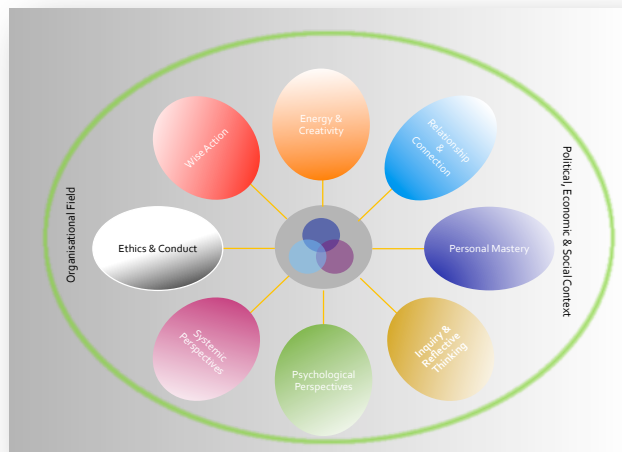 Energy &
Creativity
Wise Action
Relationship
&
Connection
Organisational Field
Political, Economic & Social Context
Ethics & Conduct
Personal Mastery
Systemic
Perspectives
Inquiry &
Reflective
Thinking
Psychological
Perspectives